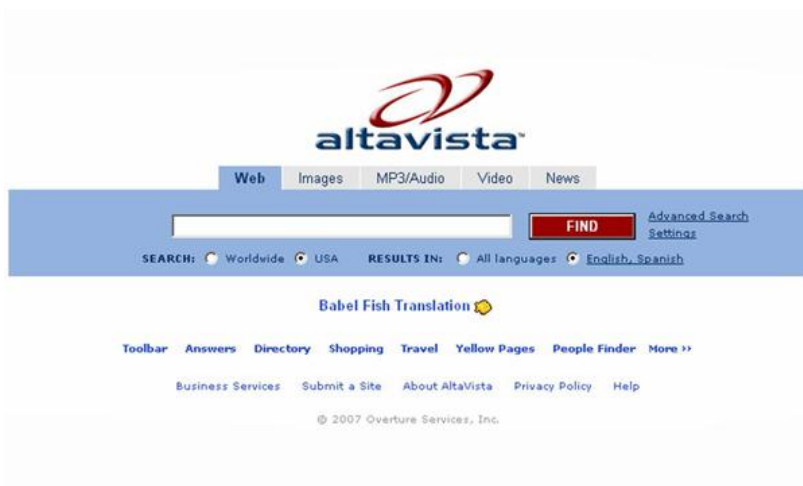 altavista™
Web Images MP3/Audio Video News
FIND Advanced Search
Settings
SEARCH: Worldwide USA RESULTS IN: All languages English, Spanish
Babel Fish Translation
Toolbar Answers Directory Shopping Travel Yellow Pages People Finder More >>
Business Services Submit a Site About AltaVista Privacy Policy Help
© 2007 Overture Services, Inc.